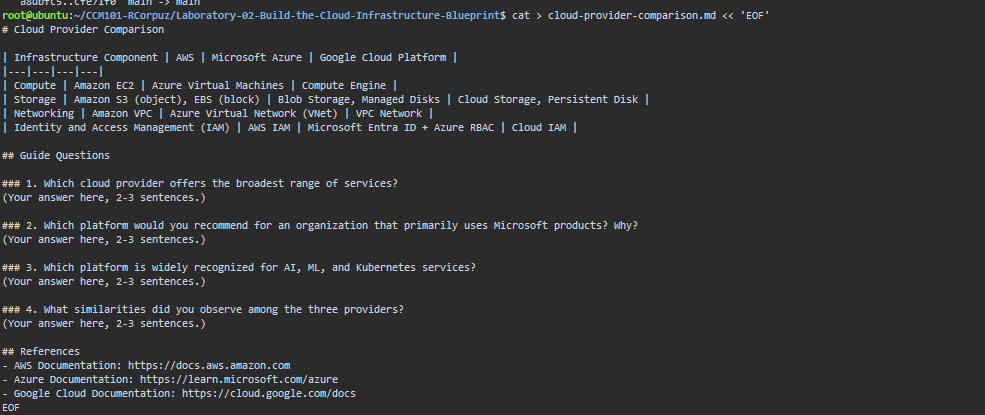 a8bfc5..cfe71f0  main -> main
root@ubuntu:~/CCM101-RCorpuz/Laboratory-02-Build-the-Cloud-Infrastructure-Blueprint$ cat > cloud-provider-comparison.md << 'EOF'
# Cloud Provider Comparison
| Infrastructure Component | AWS | Microsoft Azure | Google Cloud Platform |
|---|---|---|---|
| Compute | Amazon EC2 | Azure Virtual Machines | Compute Engine |
| Storage | Amazon S3 (object), EBS (block) | Blob Storage, Managed Disks | Cloud Storage, Persistent Disk |
| Networking | Amazon VPC | Azure Virtual Network (VNet) | VPC Network |
| Identity and Access Management (IAM) | AWS IAM | Microsoft Entra ID + Azure RBAC | Cloud IAM |
## Guide Questions
### 1. Which cloud provider offers the broadest range of services?
(Your answer here, 2-3 sentences.)
### 2. Which platform would you recommend for an organization that primarily uses Microsoft products? Why?
(Your answer here, 2-3 sentences.)
### 3. Which platform is widely recognized for AI, ML, and Kubernetes services?
(Your answer here, 2-3 sentences.)
### 4. What similarities did you observe among the three providers?
(Your answer here, 2-3 sentences.)
## References
- AWS Documentation: https://docs.aws.amazon.com
- Azure Documentation: https://learn.microsoft.com/azure
- Google Cloud Documentation: https://cloud.google.com/docs
EOF